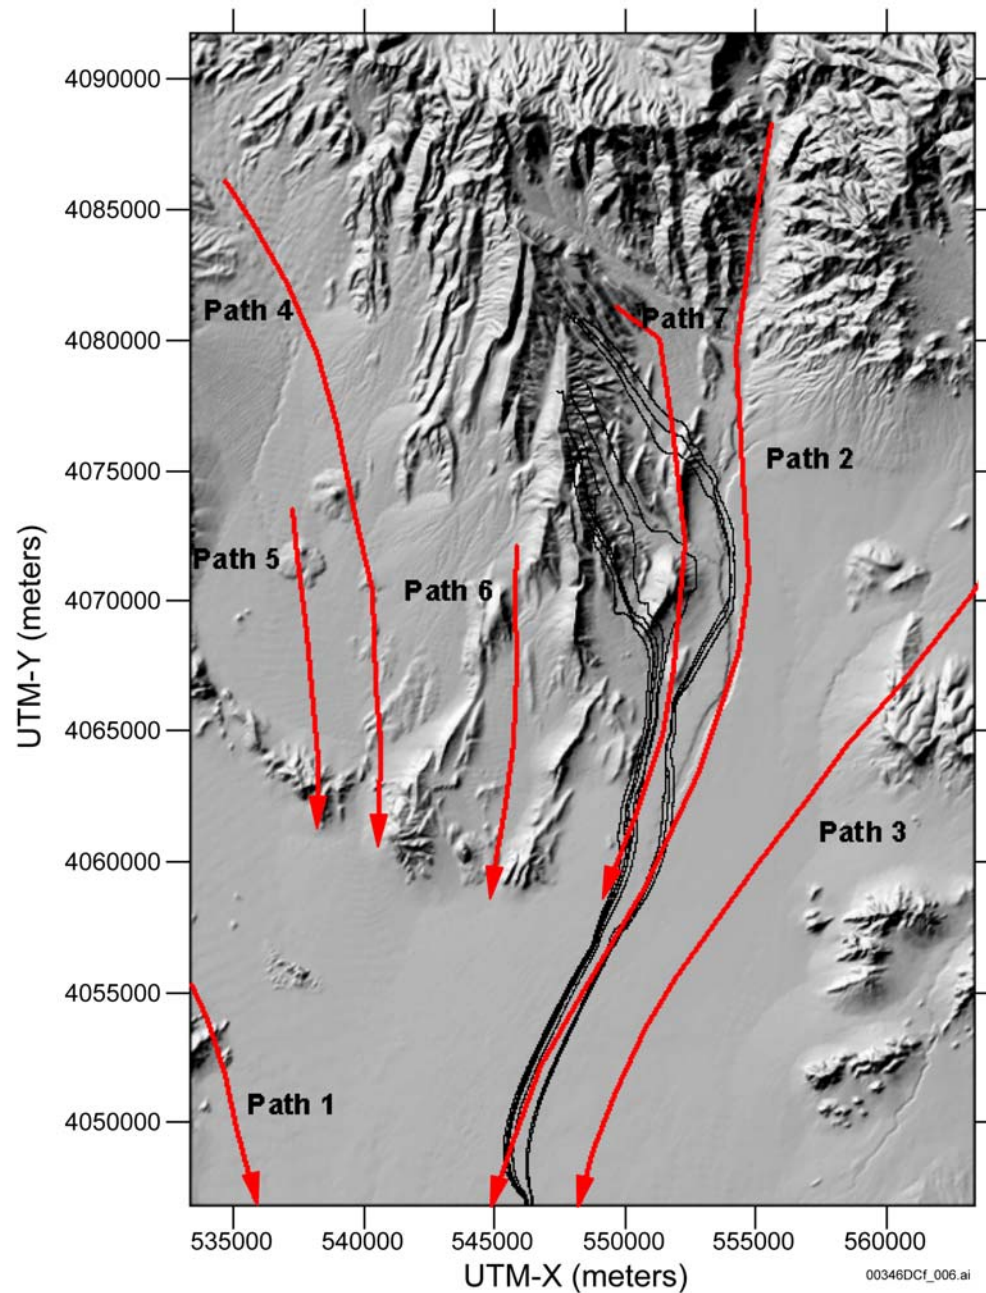 4090000
4085000
Path 4
Path 7
4080000
Path 2
4075000
Path 5
Path 6
4070000
4065000
Path 3
4060000
4055000
Path 1
4050000
UTM-Y (meters)
535000 540000 545000 550000 555000 560000
UTM-X (meters)
00346DCf_006.ai